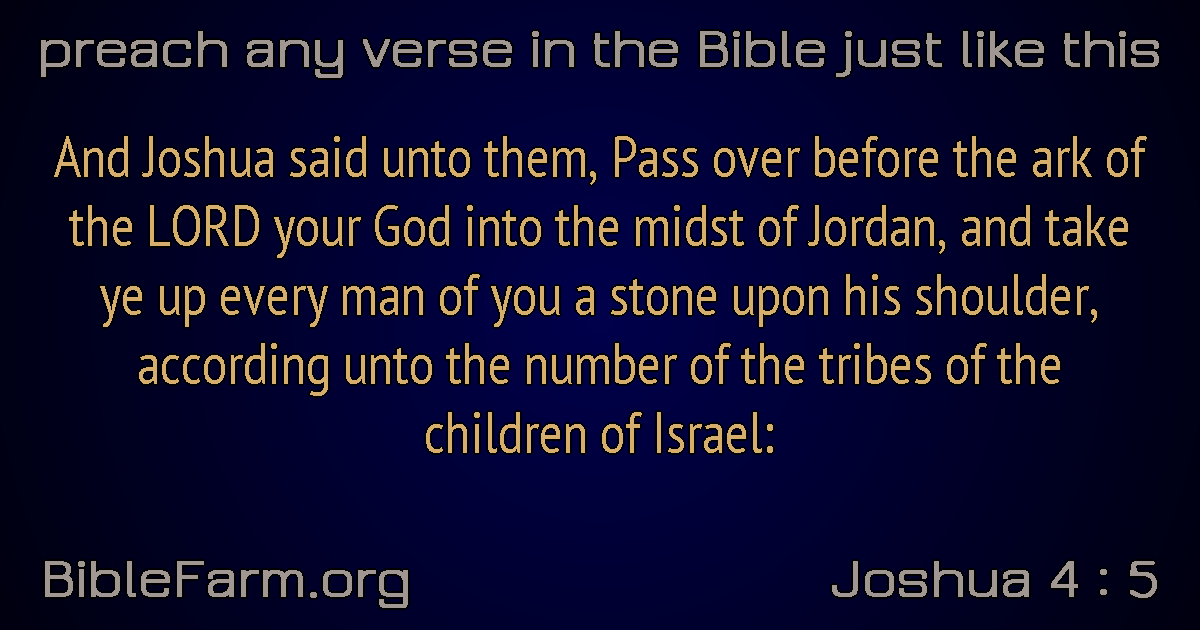 preach any verse in the Bible just like this
And Joshua said unto them, Pass over before the ark of
the LORD your God into the midst of Jordan, and take
ye up every man of you a stone upon his shoulder,
according unto the number of the tribes of the
children of Israel:
BibleFarm.org
Joshua 4 : 5